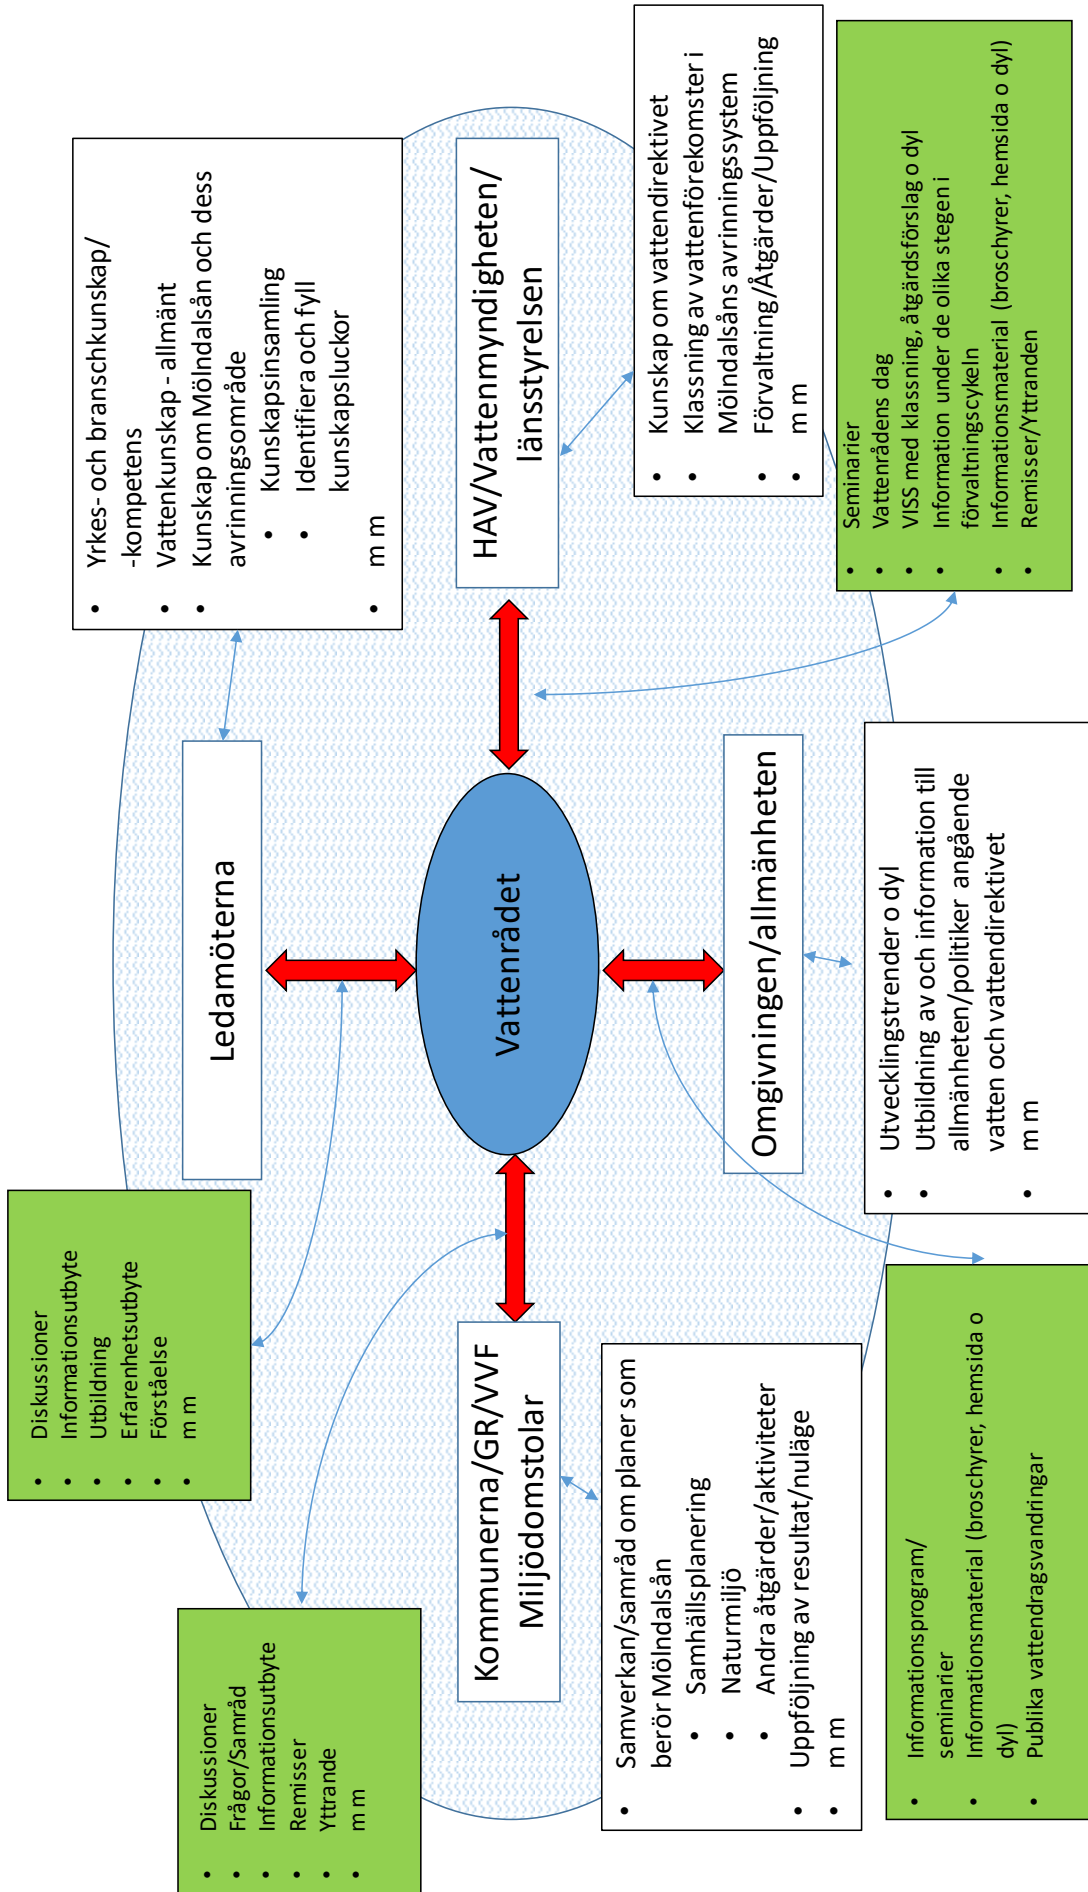 Diskussioner
Frågor/Samråd
Informationsutbyte
Remisser
Yttrande
m m
Diskussioner
Informationsutbyte
Utbildning
Erfarenhetsutbyte
Förståelse
m m
Ledamöterna
• Yrkes- och branschkunskap/
-kompetens
• Vattenkunskap - allmänt
• Kunskap om Mölndalsån och dess
avrinningsområde
• Kunskapsinsamling
• Identifiera och fyll
kunskapsluckor
• m m
Kommunerna/GR/VVF
Miljödomstolar
Vattenrådet
HAV/Vattenmyndigheten/
länsstyrelsen
• Samverkan/samråd om planer som
berör Mölndalsån
• Samhällsplanering
• Naturmiljö
• Andra åtgärder/aktiviteter
• Uppföljning av resultat/nuläge
• m m
Omgivningen/allmänheten
• Kunskap om vattendirektivet
• Klassning av vattenförekomster i
Mölndalsåns avrinningssystem
• Förvaltning/Åtgärder/Uppföljning
• m m
• Informationsprogram/
seminarier
• Informationsmaterial (broschyrer, hemsida o
dyl)
• Publika vattendragsvandringar
• Utvecklingstrender o dyl
• Utbildning av och information till
allmänheten/politiker angående
vatten och vattendirektivet
• m m
• Seminarier
• Vattenrådens dag
• VISS med klassning, åtgärdsförslag o dyl
• Information under de olika stegen i
förvaltningscykeln
• Informationsmaterial (broschyrer, hemsida o dyl)
• Remisser/Yttranden